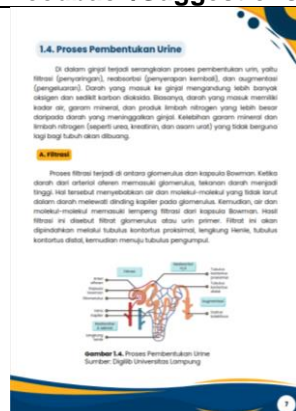 1.4. Proses Pembentukan Urine
Di dalam ginjal terjadi serangkaian proses pembentukan urin, yaitu
filtrasi (penyaringan), reabsorbsi (penyerapan kembali), dan augmentasi
(pengeluaran). Darah yang masuk ke ginjal mengandung lebih banyak
oksigen dan sedikit karbon dioksida. Biasanya, darah yang masuk memiliki
kadar air, garam mineral, dan produk limbah nitrogen yang lebih besar
daripada darah yang meninggalkan ginjal. Kelebihan garam mineral dan
limbah nitrogen (seperti urea, kreatinin, dan asam urat) yang tidak berguna
lagi bagi tubuh akan dibuang.
A. Filtrasi
Proses filtrasi terjadi di antara glomerulus dan kapsula Bowman. Ketika
darah dari arteriol aferen memasuki glomerulus, tekanan darah menjadi
tinggi. Hal tersebut menyebabkan air dan molekul-molekul yang tidak larut
dalam darah melewati dinding kapiler pada glomerulus. Kemudian, air dan
molekul-molekul memasuki lempeng filtrasi dari kapsula Bowman. Hasil
filtrasi ini disebut filtrat glomerulus atau urin primer. Filtrat ini akan
dipindahkan melalui tubulus kontortus proksimal, lengkung Henle, tubulus
kontortus distal, kemudian menuju tubulus pengumpul.
Filtrasi
Augmentasi
Glomerulus
Gambar 1.4. Proses Pembentukan Urine
Sumber: Digilib Universitas Lampung
7